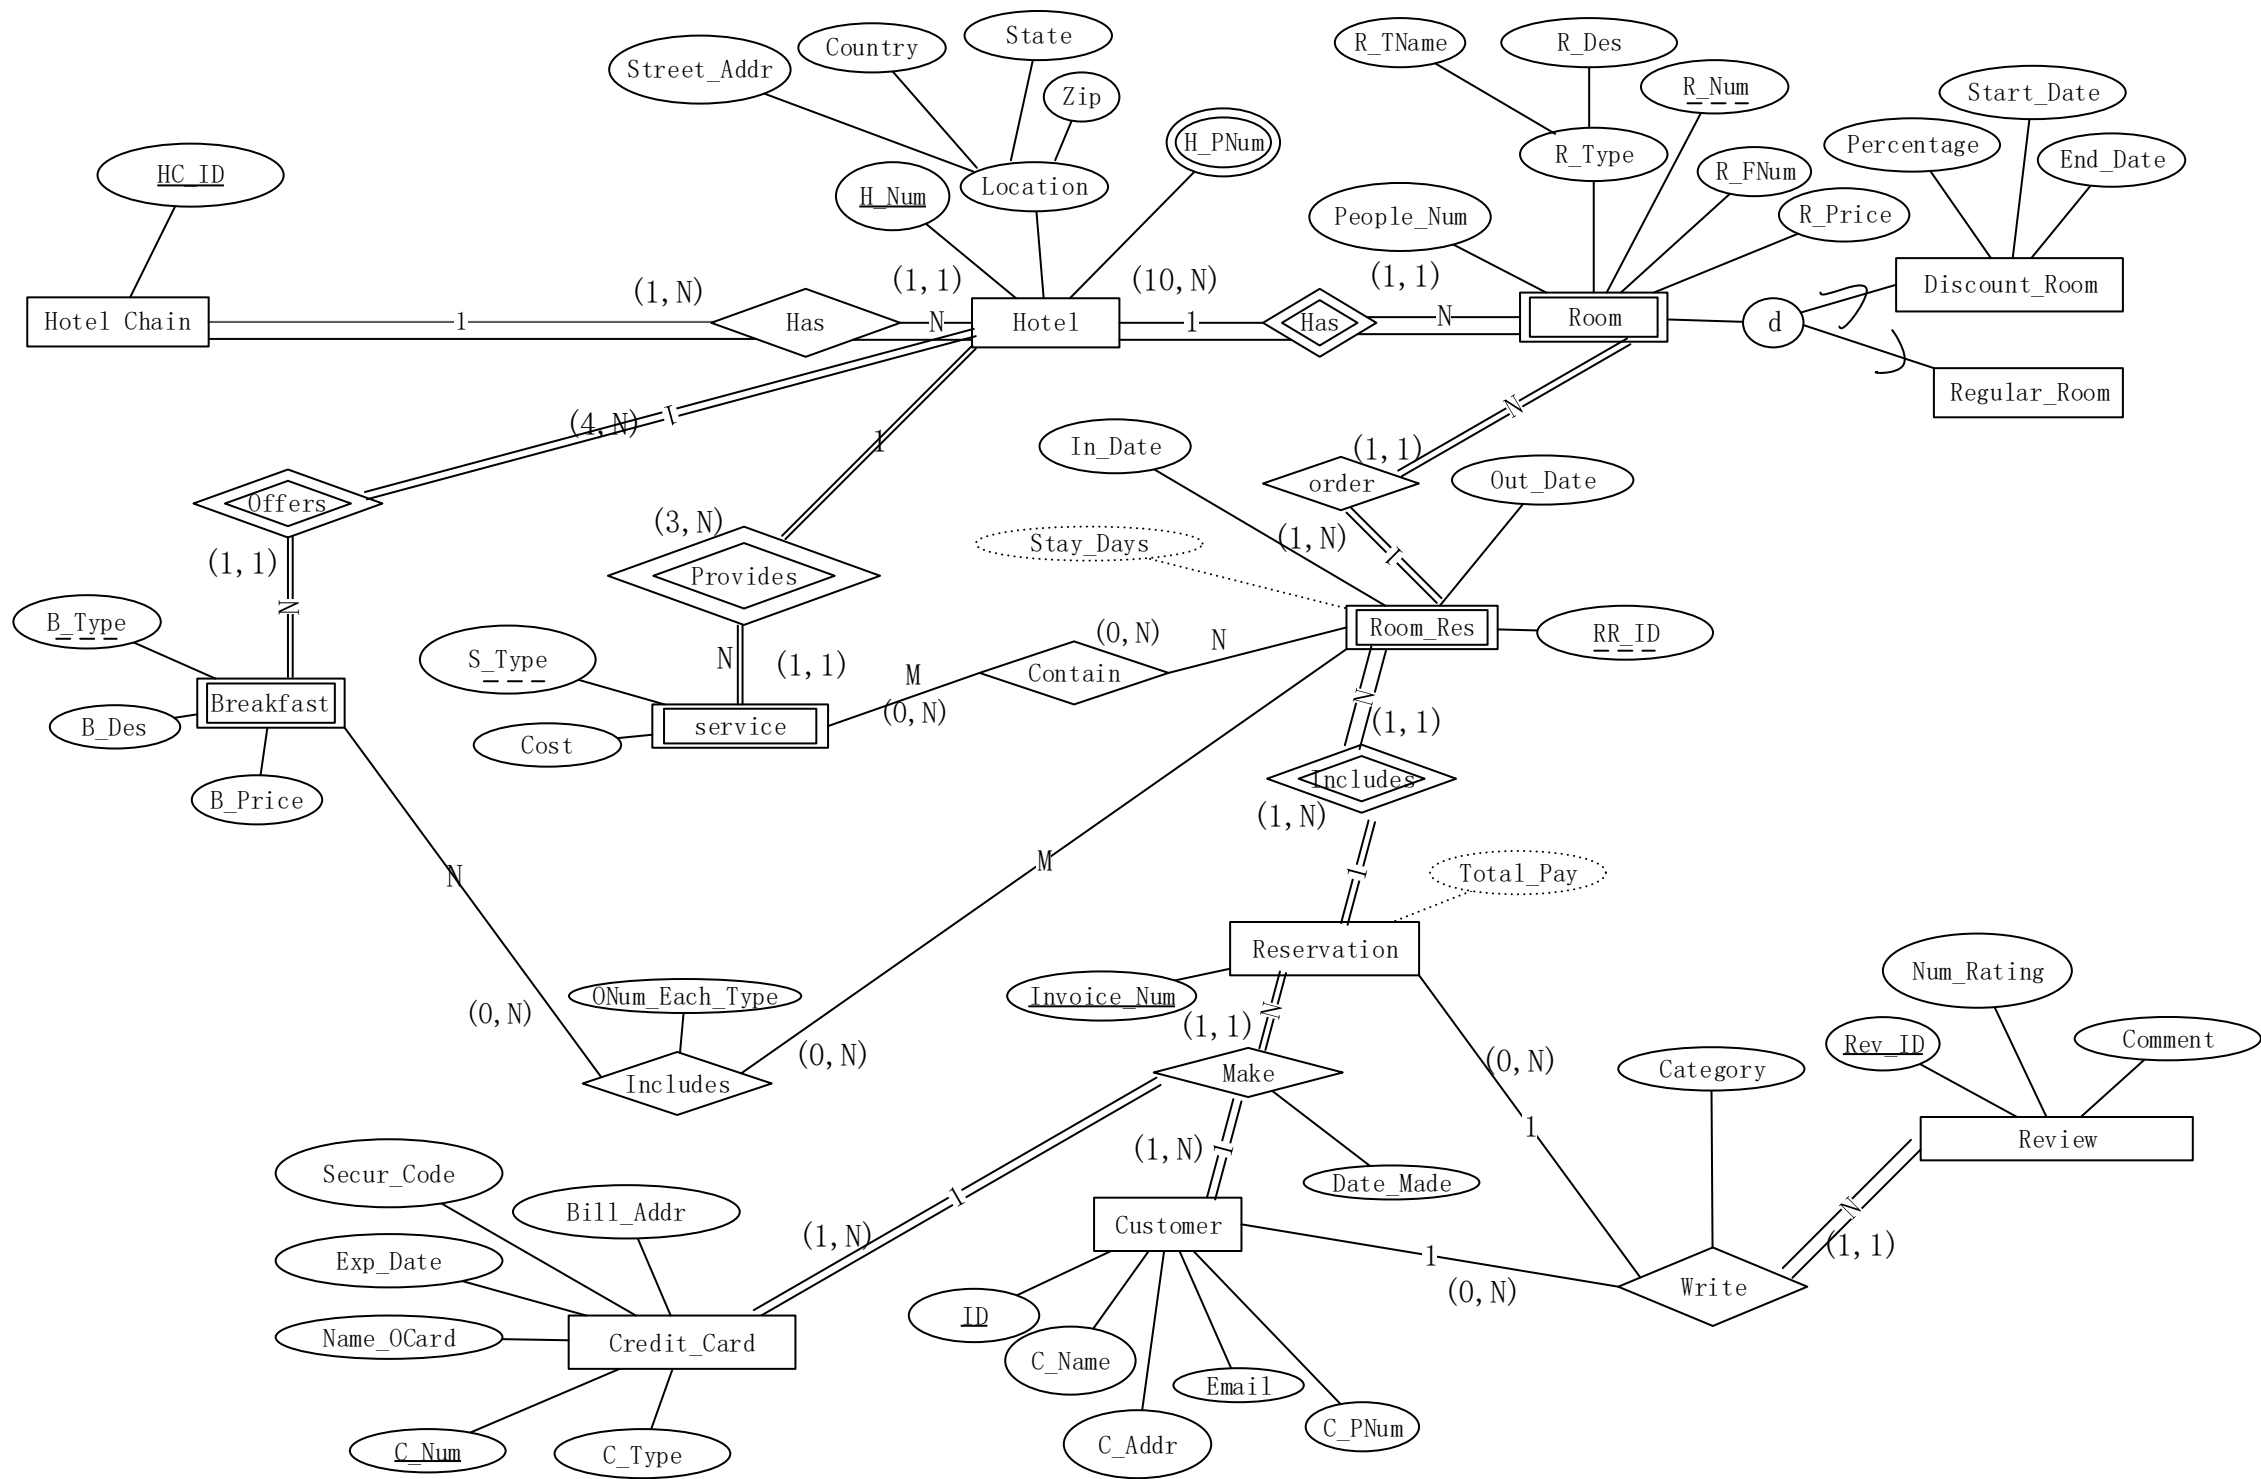 State
R_TName
R_Des
Country
Street_Addr
R_Num
Start_Date
Zip
H_PNum
Percentage
R_Type
End_Date
HC_ID
Location
R_FNum
H_Num
People_Num
R_Price
(1,N)
(1,1)
(10,N)
(1,1)
Discount_Room
Hotel Chain
1
Has
N
Hotel
1
Has
N
Room
d
Regular_Room
(4,N)
1
1
N
In_Date
(1,1)
order
Out_Date
Offers
(3,N)
(1,N)
Stay_Days
1
(1,1)
Provides
N
B_Type
S_Type
N
(1,1)
(0,N)
N
Room_Res
RR_ID
Contain
M
(0,N)
N
(1,1)
Breakfast
B_Des
service
Cost
Includes
B_Price
(1,N)
N
M
1
Total_Pay
Reservation
Num_Rating
ONum_Each_Type
Invoice_Num
(0,N)
N
(1,1)
(0,N)
(0,N)
Rev_ID
Comment
Includes
Make
Category
1
Review
(1,N)
1
Secur_Code
Date_Made
Bill_Addr
1
N
Customer
(1,N)
1
(1,1)
Exp_Date
(0,N)
Write
ID
Name_OCard
Credit_Card
C_Name
Email
C_PNum
C_Num
C_Type
C_Addr